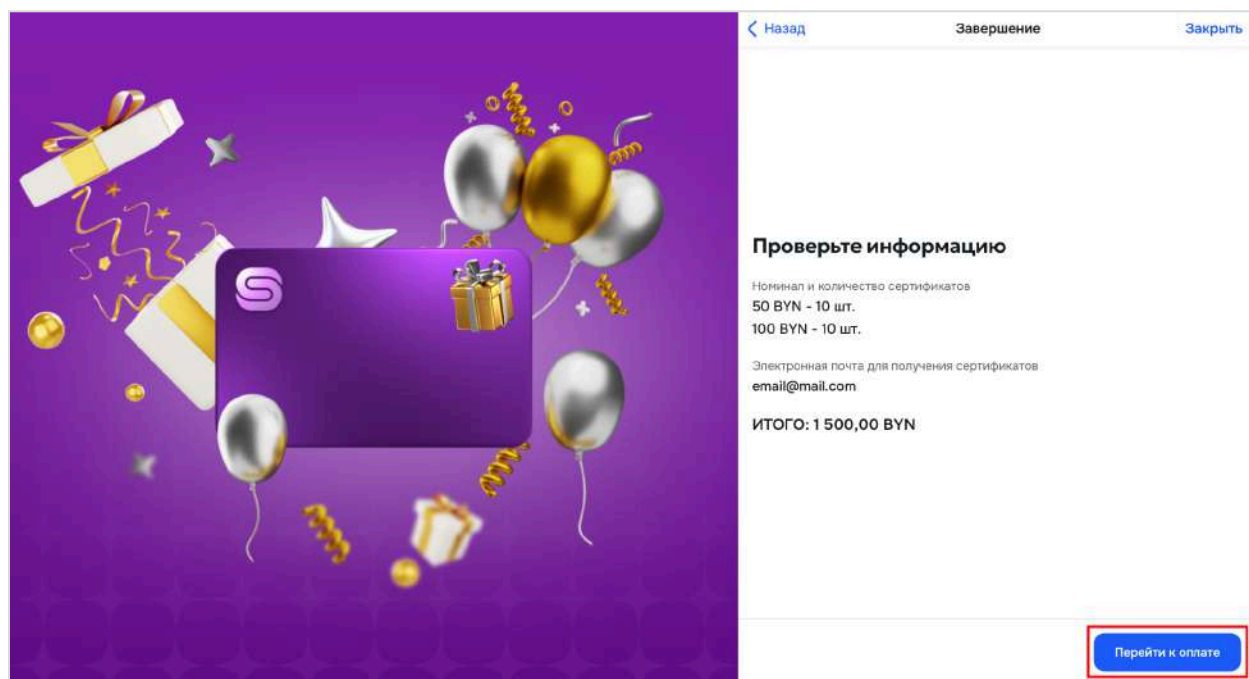 Назад
Завершение
Закрыть
Проверьте информацию
Номинал и количество сертификатов
50 BYN - 10 шт.
100 BYN - 10 шт.
Электронная почта для получения сертификатов
email@mail.com
ИТОГО: 1 500,00 BYN
Перейти к оплате